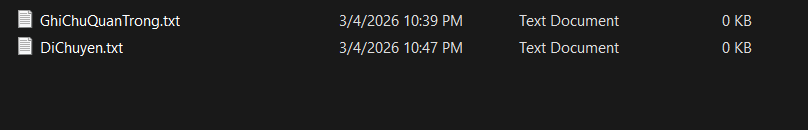 GhiChuQuanTrong.txt 3/4/2026 10:39 PM Text Document 0 KB
DiChuyen.txt 3/4/2026 10:47 PM Text Document 0 KB